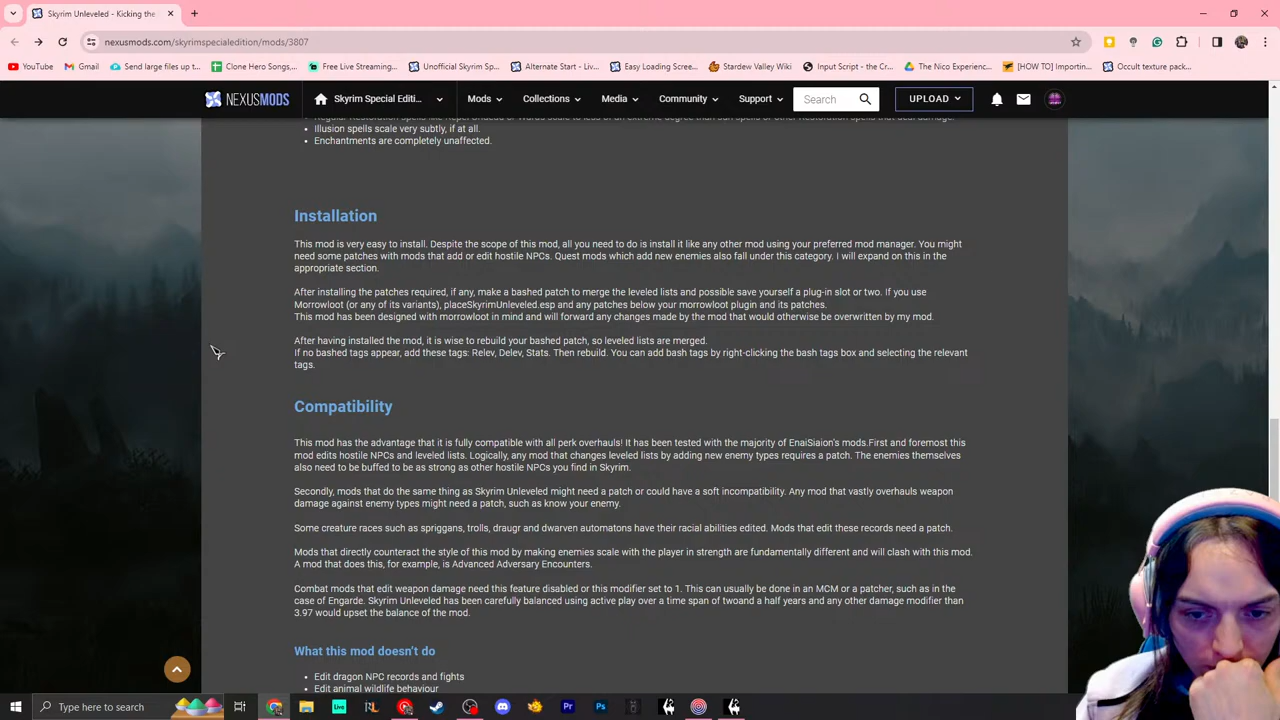 Skyrim Unleveled - Kicking the
nexusmods.com/skyrimspecialedition/mods/3807
YouTube Gmail Send large files up t... Clone Hero Songs,... Free Live Streaming... Unofficial Skyrim Sp... Alternate Start - Liv... Easy Loading Scree... Stardew Valley Wiki Input Script - the Cr... The Nico Experienc... [HOW TO] Importin... Occult texture pack...
NEXUSMODS Skyrim Special Editi... Mods Collections Media Community Support Search UPLOAD
Illusion spells scale very subtly, if at all.
Enchantments are completely unaffected.
Installation
This mod is very easy to install. Despite the scope of this mod, all you need to do is install it like any other mod using your preferred mod manager. You might
need some patches with mods that add or edit hostile NPCs. Quest mods which add new enemies also fall under this category. I will expand on this in the
appropriate section.
After installing the patches required, if any, make a bashed patch to merge the leveled lists and possible save yourself a plug-in slot or two. If you use
Morrowloot (or any of its variants), placeSkyrimUnleveled.esp and any patches below your morrowloot plugin and its patches.
This mod has been designed with morrowloot in mind and will forward any changes made by the mod that would otherwise be overwritten by my mod.
After having installed the mod, it is wise to rebuild your bashed patch, so leveled lists are merged.
If no bashed tags appear, add these tags: Relev, Delev, Stats. Then rebuild. You can add bash tags by right-clicking the bash tags box and selecting the relevant
tags.
Compatibility
This mod has the advantage that it is fully compatible with all perk overhauls! It has been tested with the majority of EnaiSiaion's mods.First and foremost this
mod edits hostile NPCs and leveled lists. Logically, any mod that changes leveled lists by adding new enemy types requires a patch. The enemies themselves
also need to be buffed to be as strong as other hostile NPCs you find in Skyrim.
Secondly, mods that do the same thing as Skyrim Unleveled might need a patch or could have a soft incompatibility. Any mod that vastly overhauls weapon
damage against enemy types might need a patch, such as know your enemy.
Some creature races such as spriggans, trolls, draugr and dwarven automatons have their racial abilities edited. Mods that edit these records need a patch.
Mods that directly counteract the style of this mod by making enemies scale with the player in strength are fundamentally different and will clash with this mod.
A mod that does this, for example, is Advanced Adversary Encounters.
Combat mods that edit weapon damage need this feature disabled or this modifier set to 1. This can usually be done in an MCM or a patcher, such as in the
case of Engarde. Skyrim Unleveled has been carefully balanced using active play over a time span of twoand a half years and any other damage modifier than
3.97 would upset the balance of the mod.
What this mod doesn't do
Edit dragon NPC records and fights
Edit animal wildlife behaviour
Type here to search Live Pr Ps